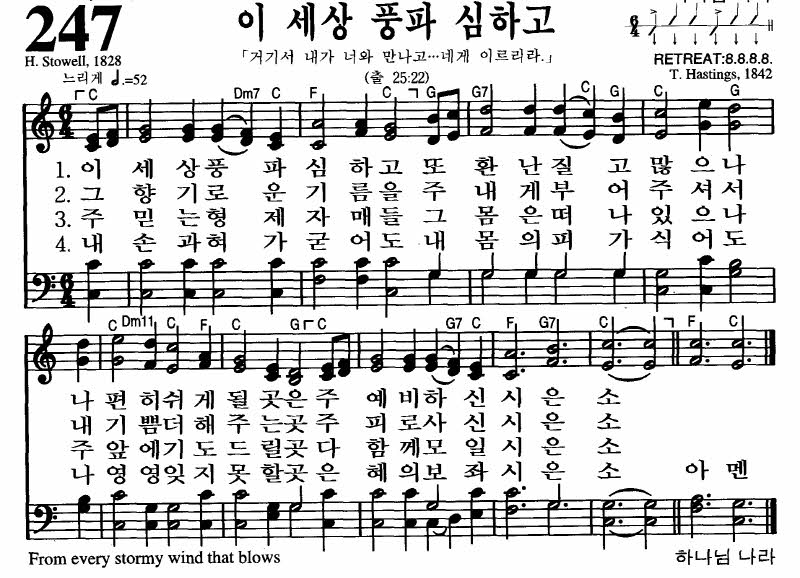 247
이 세상 풍파 심하고
H. Stowell, 1828
「거기서 내가 너와 만나고…네게 이르리라.」
(출 25:22)
느리게 𝅗𝅥.=52
6/4
RETREAT:8.8.8.8.
T. Hastings, 1842
C Dm7 C F C G G7 C C G
1. 이 세 상풍 파 심 하고 또 환 난질 고 많 으나
2. 그 향 기로 운 기 름을 주 내 게부 어 주 셔서
3. 주 믿 는형 제 자 매들 그 몸 은떠 나 있 으나
4. 내 손 과혀 가 굳 어도 내 몸 의피 가 식 어도
C Dm11 C F C G C G7 C F G7 C F C
나 편 히쉬 게 될 곳은 주 예 비하 신 시 은 소
내 기 쁨더 해 주 는곳 주 피 로사 신 시 은 소
주 앞 에기 도 드 릴곳 다 함 께모 일 시 은 소
나 영 영잊 지 못 할곳 은 혜 의보 좌 시 은 소 아 멘
From every stormy wind that blows
하나님 나라